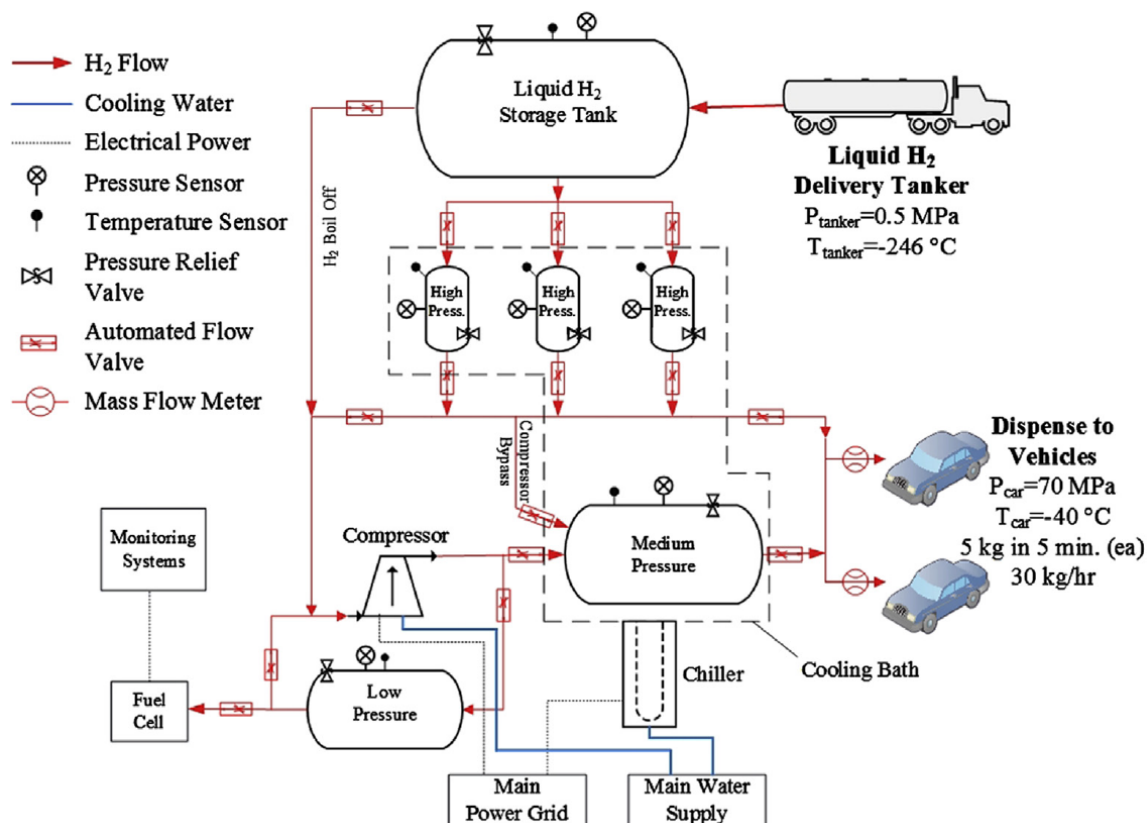 H2 Flow
Cooling Water
Electrical Power
Pressure Sensor
Temperature Sensor
Pressure Relief
Valve
Automated Flow
Valve
Mass Flow Meter
Liquid H2
Storage Tank
Liquid H2
Delivery Tanker
Ptanker=0.5 MPa
Ttanker=-246 °C
H2 Boil Off
High
Press.
High
Press.
High
Press.
Compressor
Bypass
Dispense to
Vehicles
Pcar=70 MPa
Tcar=-40 °C
5 kg in 5 min. (ea)
30 kg/hr
Monitoring
Systems
Compressor
Medium
Pressure
Cooling Bath
Chiller
Fuel
Cell
Low
Pressure
Main
Power Grid
Main Water
Supply